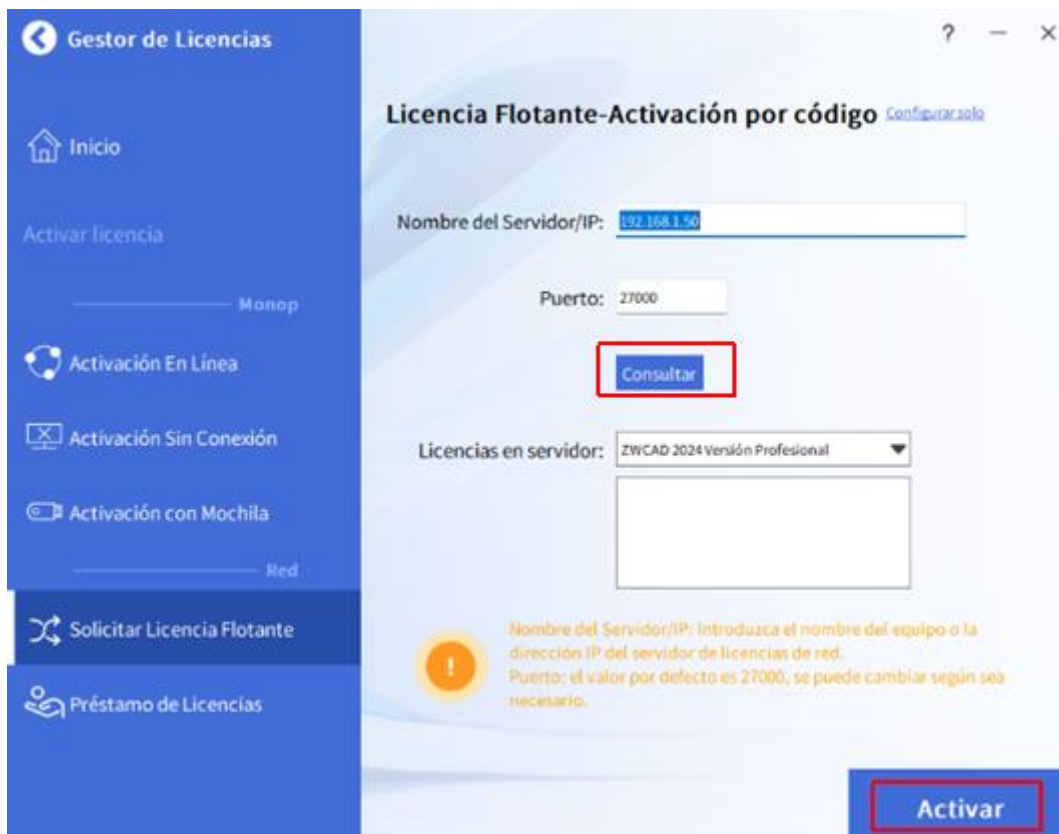 Gestor de Licencias
?
Inicio
Activar licencia
Monop
Activación En Línea
Activación Sin Conexión
Activación con Mochila
Red
Solicitar Licencia Flotante
Préstamo de Licencias
Licencia Flotante-Activación por código Configurar solo
Nombre del Servidor/IP: 192.168.1.50
Puerto: 27000
Consultar
Licencias en servidor: ZWCAD 2024 Versión Profesional
!
Nombre del Servidor/IP: Introduzca el nombre del equipo o la
dirección IP del servidor de licencias de red.
Puerto: el valor por defecto es 27000, se puede cambiar según sea
necesario.
Activar